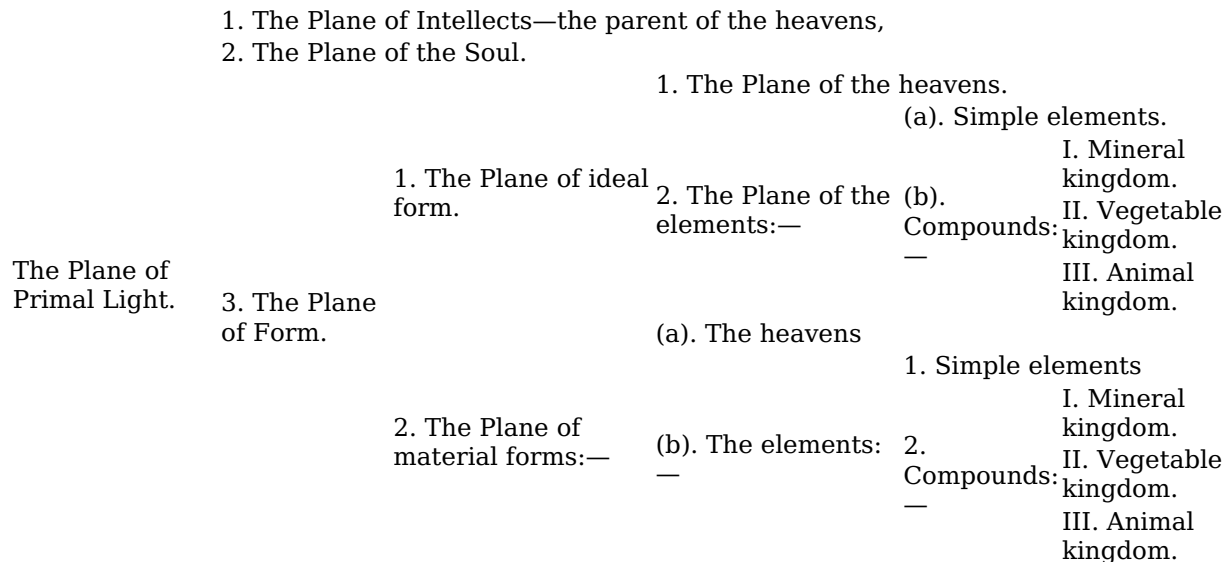 1. The Plane of Intellects—the parent of the heavens,
2. The Plane of the Soul.
1. The Plane of the heavens.
(a). Simple elements.
1. The Plane of ideal
form.
2. The Plane of the
elements:—
(b).
Compounds:
—
I. Mineral
kingdom.
II. Vegetable
kingdom.
III. Animal
kingdom.
The Plane of
Primal Light.
3. The Plane
of Form.
(a). The heavens
1. Simple elements
2. The Plane of
material forms:—
(b). The elements:
—
2.
Compounds:
—
I. Mineral
kingdom.
II. Vegetable
kingdom.
III. Animal
kingdom.